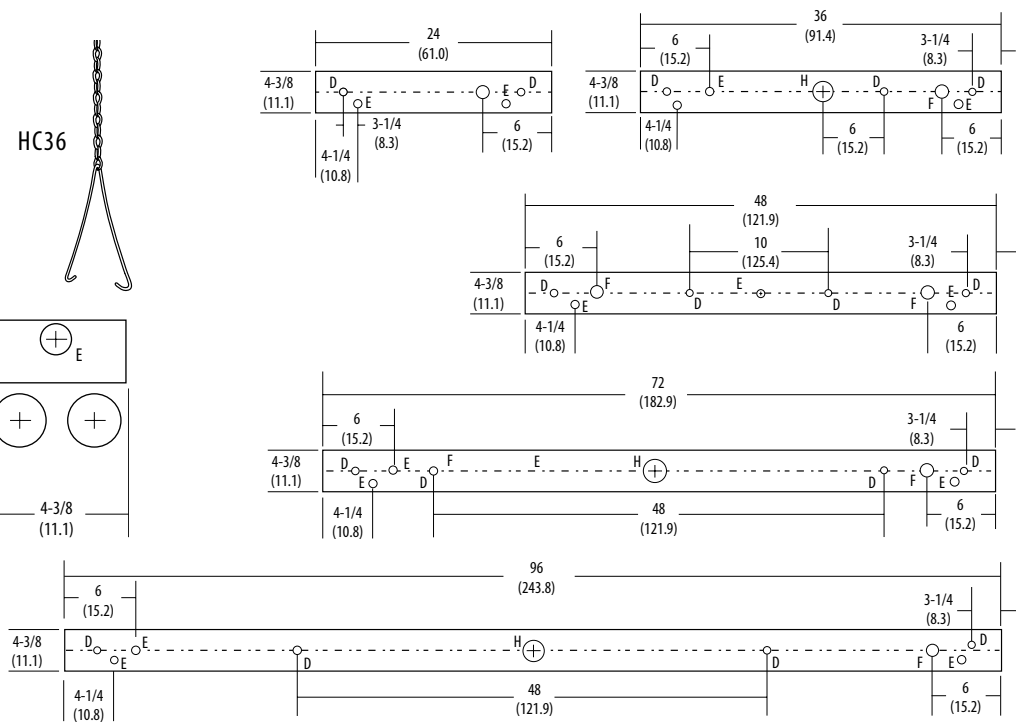 HC36
24
(61.0)
4-3/8
(11.1)
D
E
E
D
3-1/4
(8.3)
4-1/4
(10.8)
6
(15.2)
36
(91.4)
6
(15.2)
3-1/4
(8.3)
4-3/8
(11.1)
D
E
H
D
D
F
E
4-1/4
(10.8)
6
(15.2)
6
(15.2)
48
(121.9)
6
(15.2)
10
(125.4)
3-1/4
(8.3)
4-3/8
(11.1)
D
F
E
E
D
E
D
D
F
4-1/4
(10.8)
6
(15.2)
E
4-3/8
(11.1)
72
(182.9)
6
(15.2)
3-1/4
(8.3)
4-3/8
(11.1)
D
E
F
E
H
D
E
D
D
F
E
4-1/4
(10.8)
48
(121.9)
6
(15.2)
96
(243.8)
6
(15.2)
3-1/4
(8.3)
4-3/8
(11.1)
D
E
H
D
E
D
D
F
E
4-1/4
(10.8)
48
(121.9)
6
(15.2)